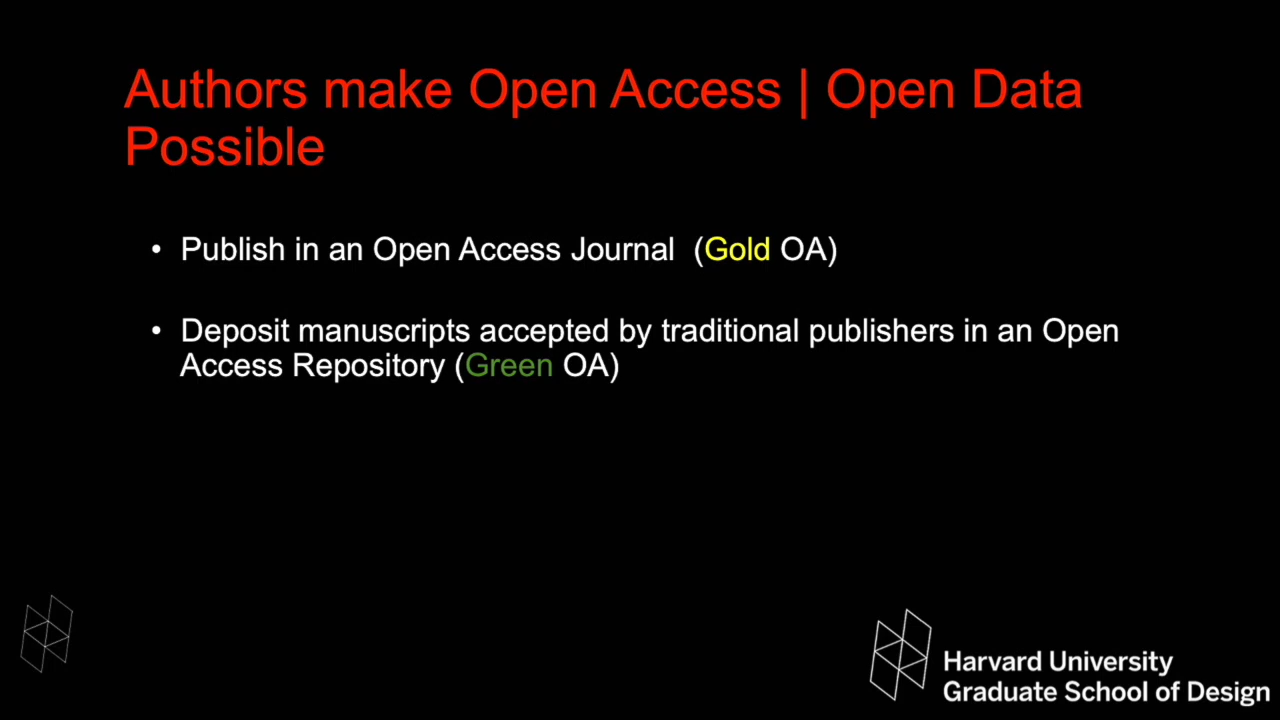 Authors make Open Access | Open Data
Possible
• Publish in an Open Access Journal  (Gold OA)
• Deposit manuscripts accepted by traditional publishers in an Open
Access Repository (Green OA)
Harvard University
Graduate School of Design